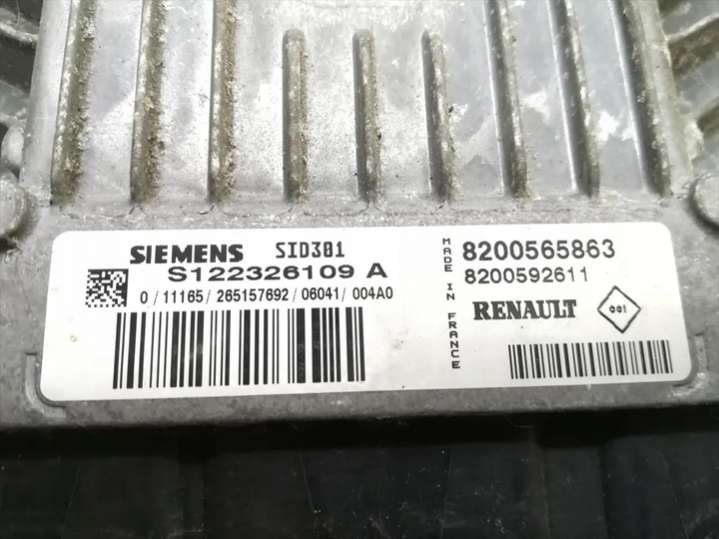 SIEMENS SID301
S122326109 A
0/11165/265157692/06041/004A0
MADE IN FRANCE
8200565863
8200592611
RENAULT 001